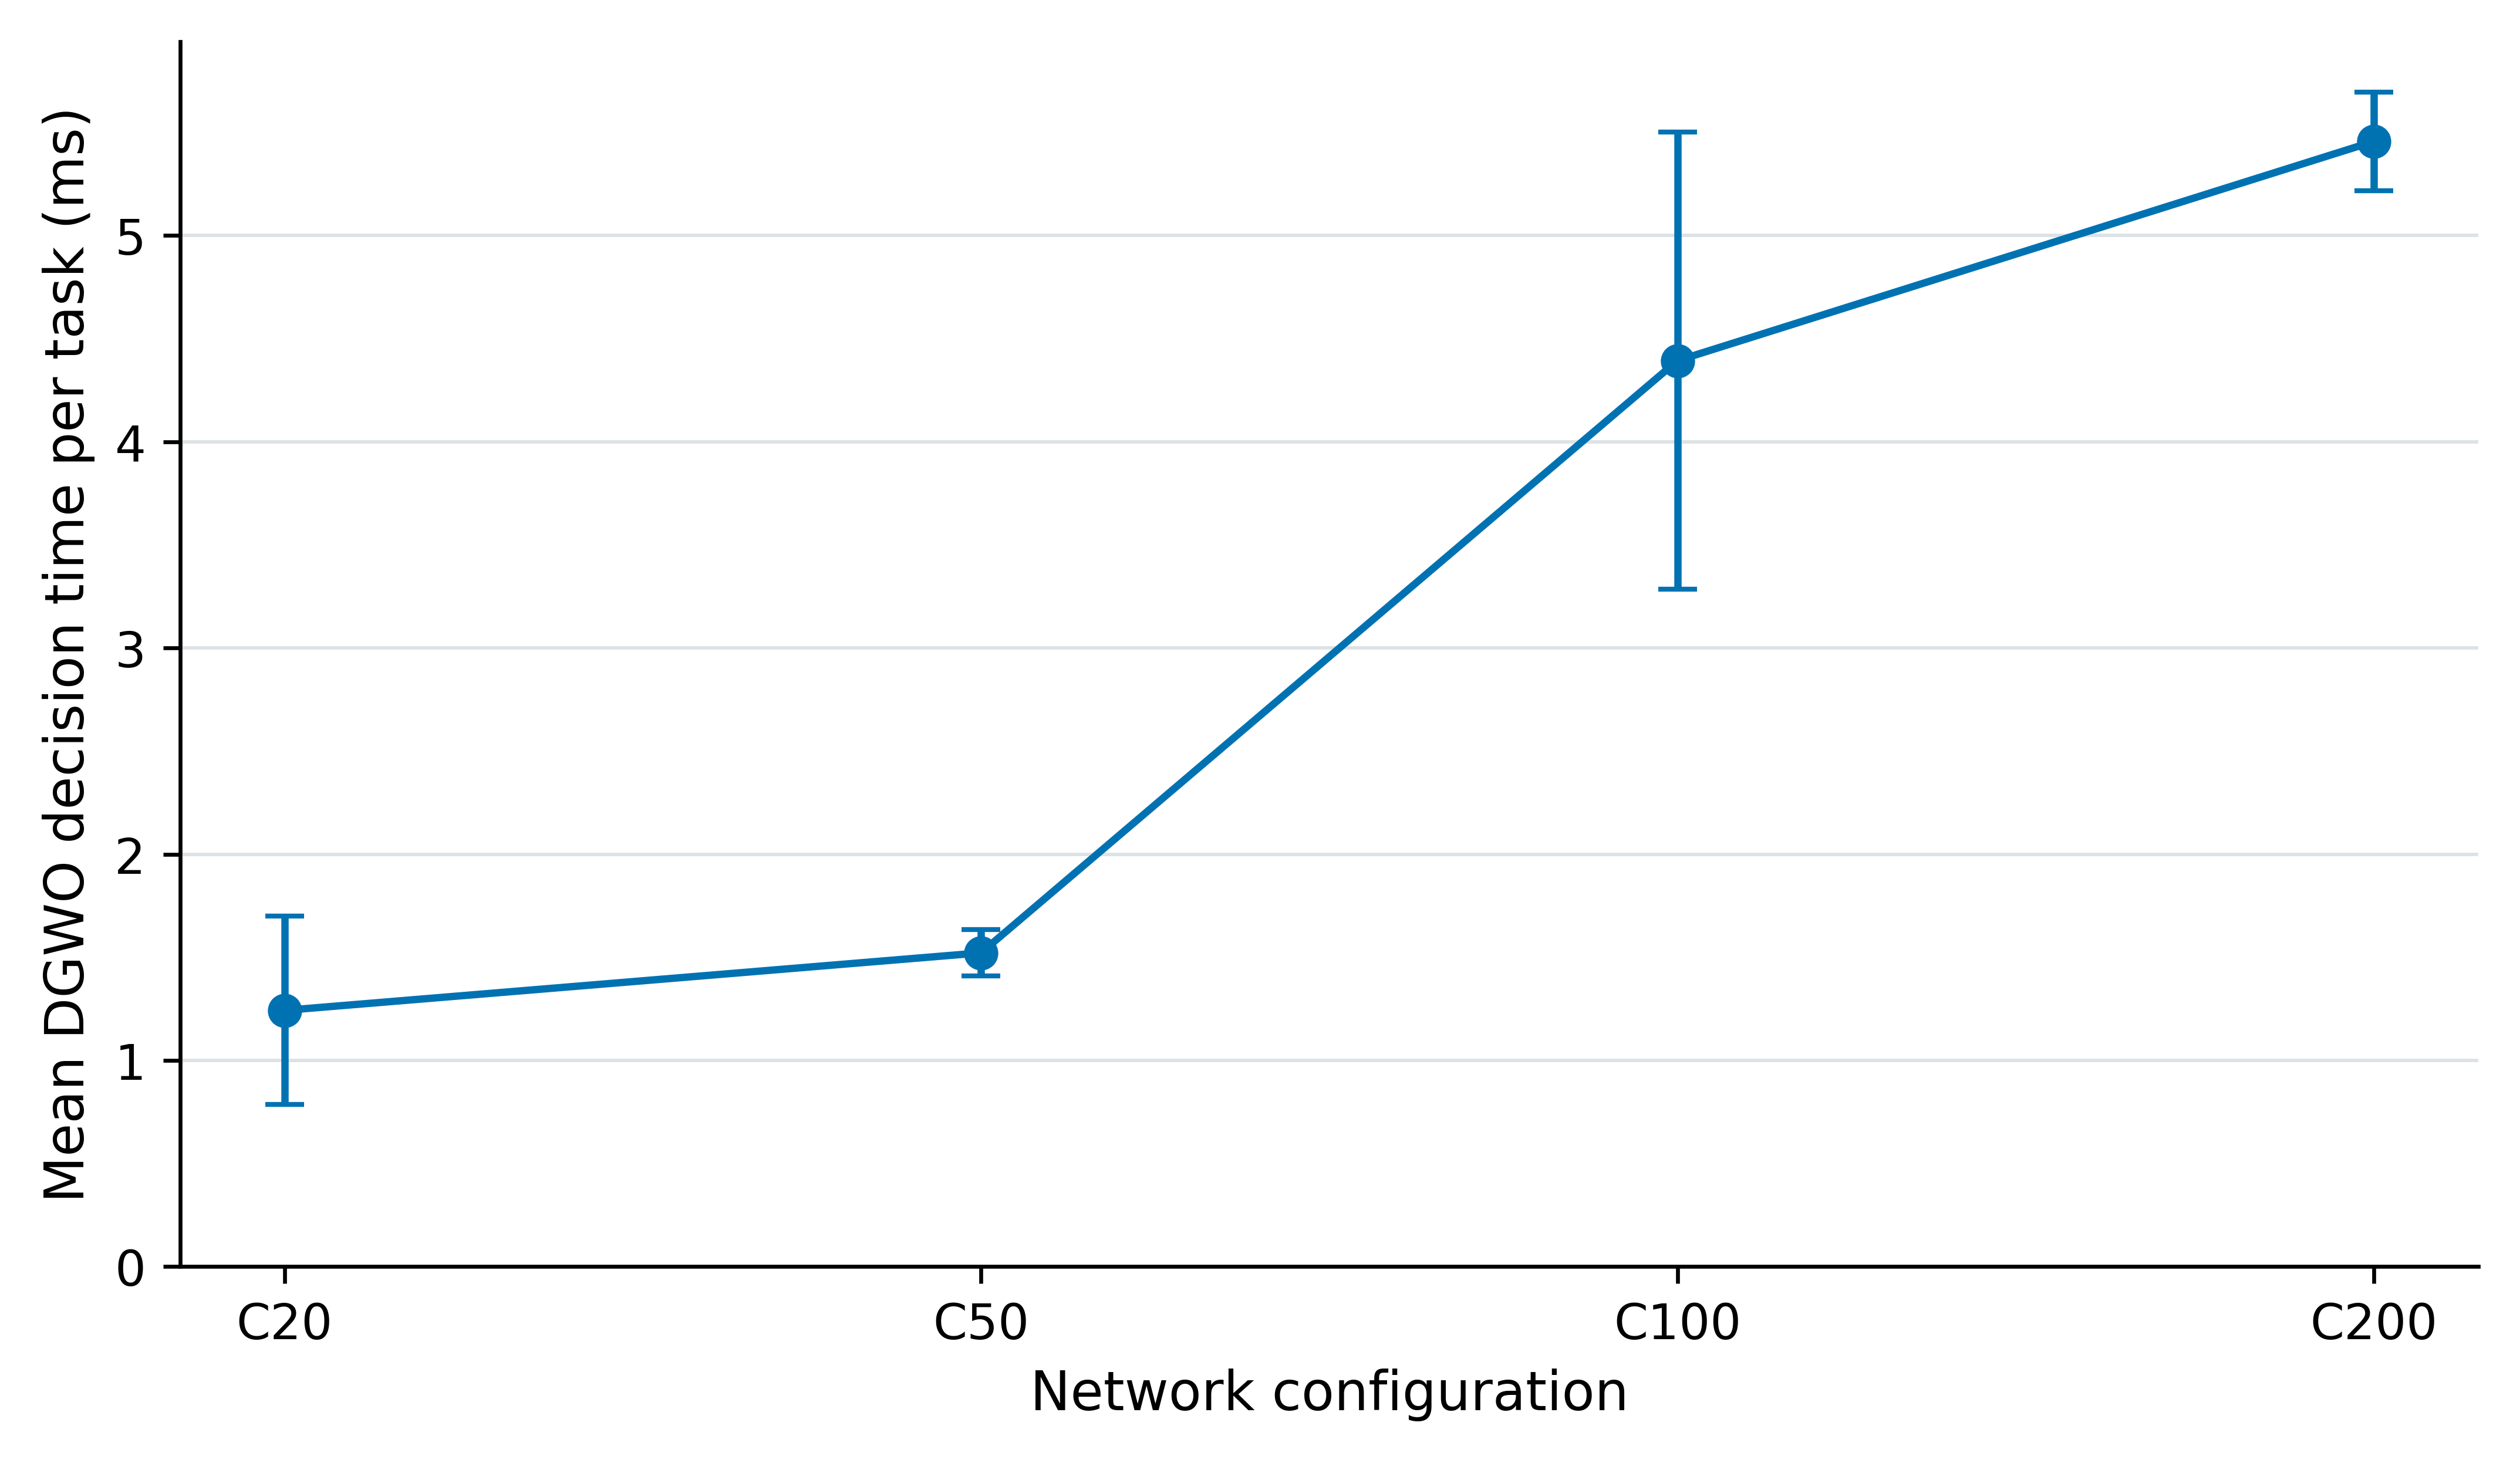 Mean DGWO decision time per task (ms)
5
4
3
2
1
0
C20 C50 C100 C200
Network configuration